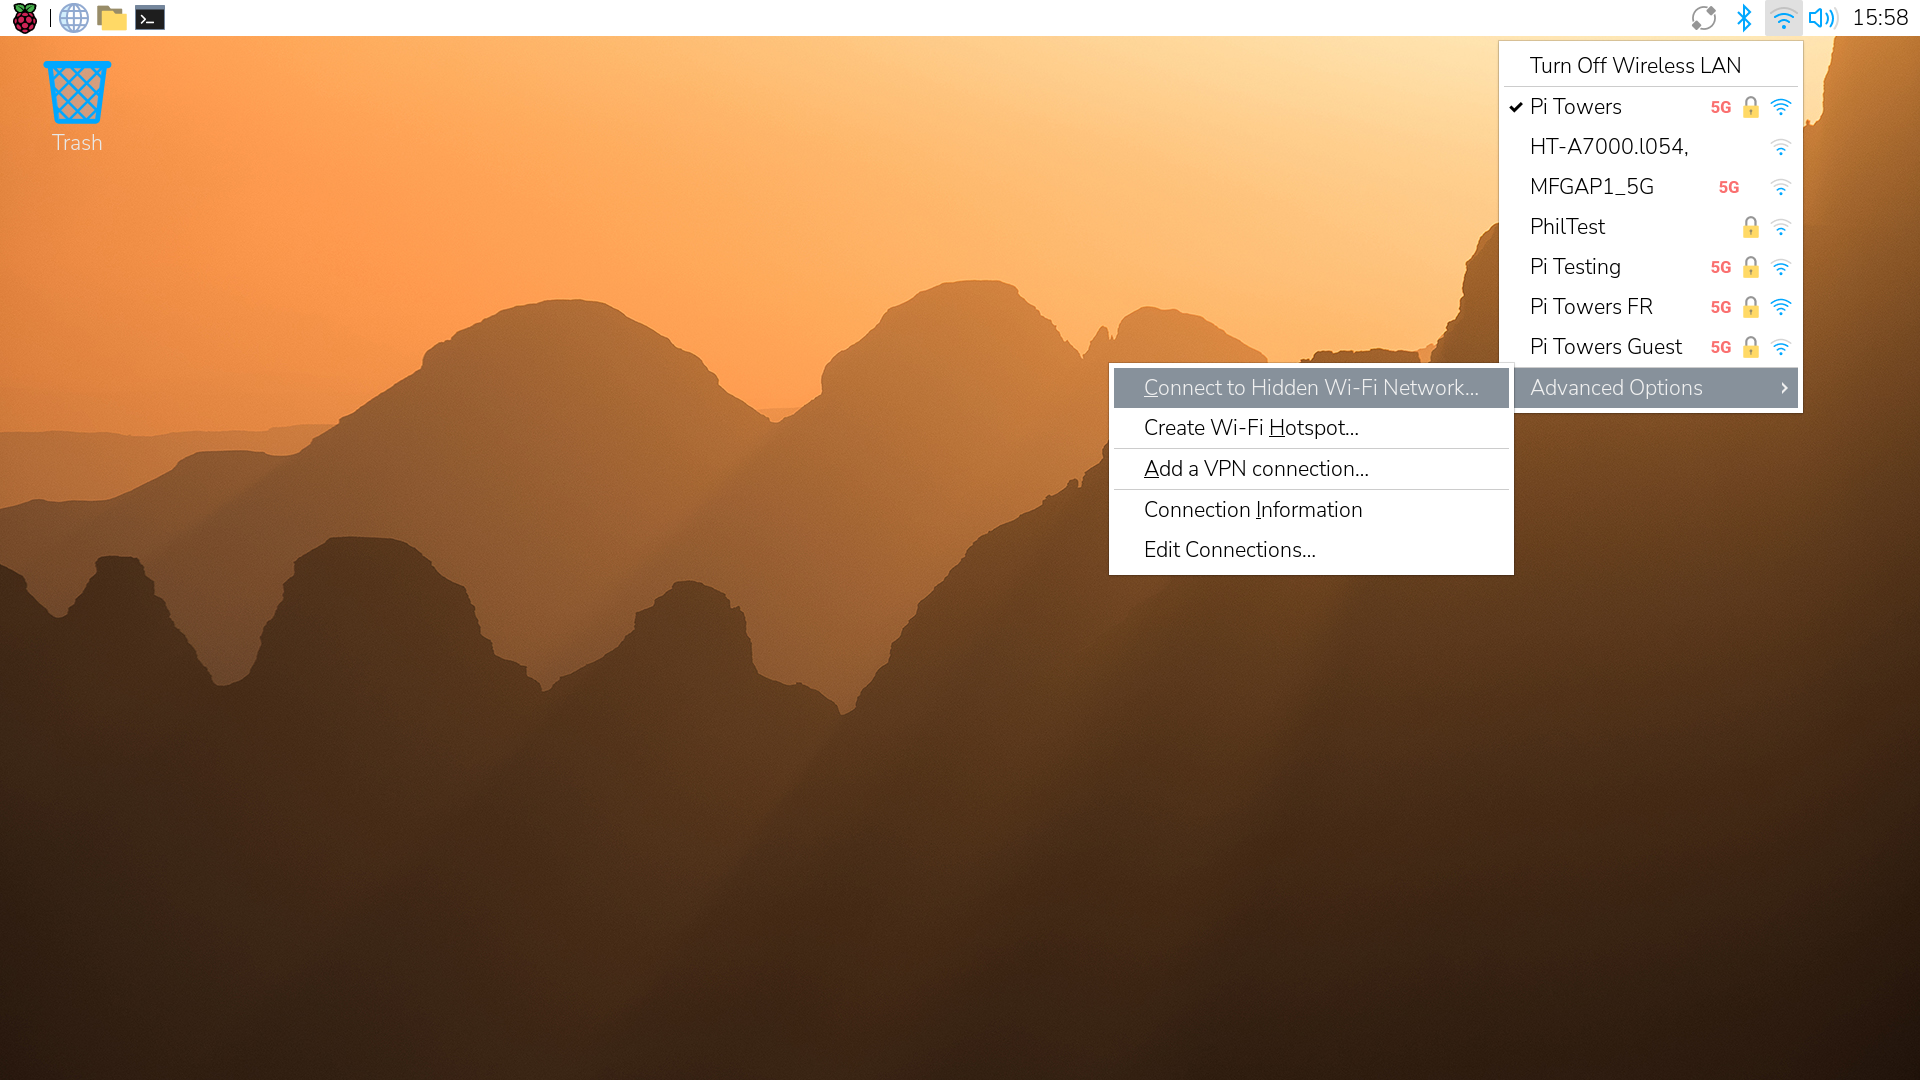 15:58
Trash
Turn Off Wireless LAN
Pi Towers 5G
HT-A7000.l054,
MFGAP1_5G 5G
PhilTest
Pi Testing 5G
Pi Towers FR 5G
Pi Towers Guest 5G
Advanced Options
Connect to Hidden Wi-Fi Network...
Create Wi-Fi Hotspot...
Add a VPN connection...
Connection Information
Edit Connections...